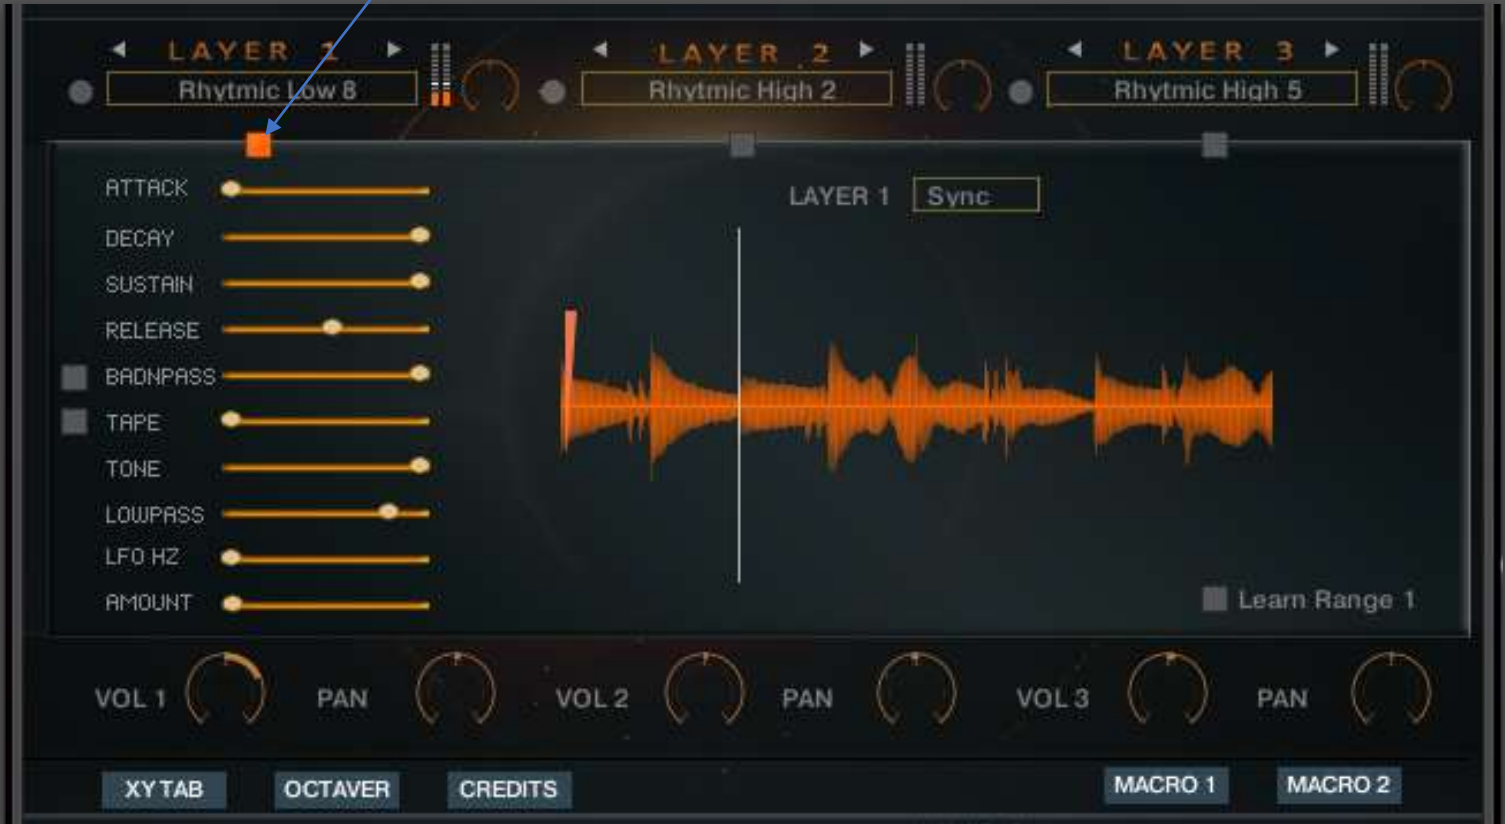 LAYER 1
LAYER 2
LAYER 3
Rhytmic Low 8
Rhytmic High 2
Rhytmic High 5
ATTACK
LAYER 1 Sync
DECAY
SUSTAIN
RELEASE
BADNPASS
TAPE
TONE
LOWPASS
LFO HZ
AMOUNT
Learn Range 1
VOL 1 PAN VOL 2 PAN VOL 3 PAN
XY TAB OCTAVER CREDITS MACRO 1 MACRO 2